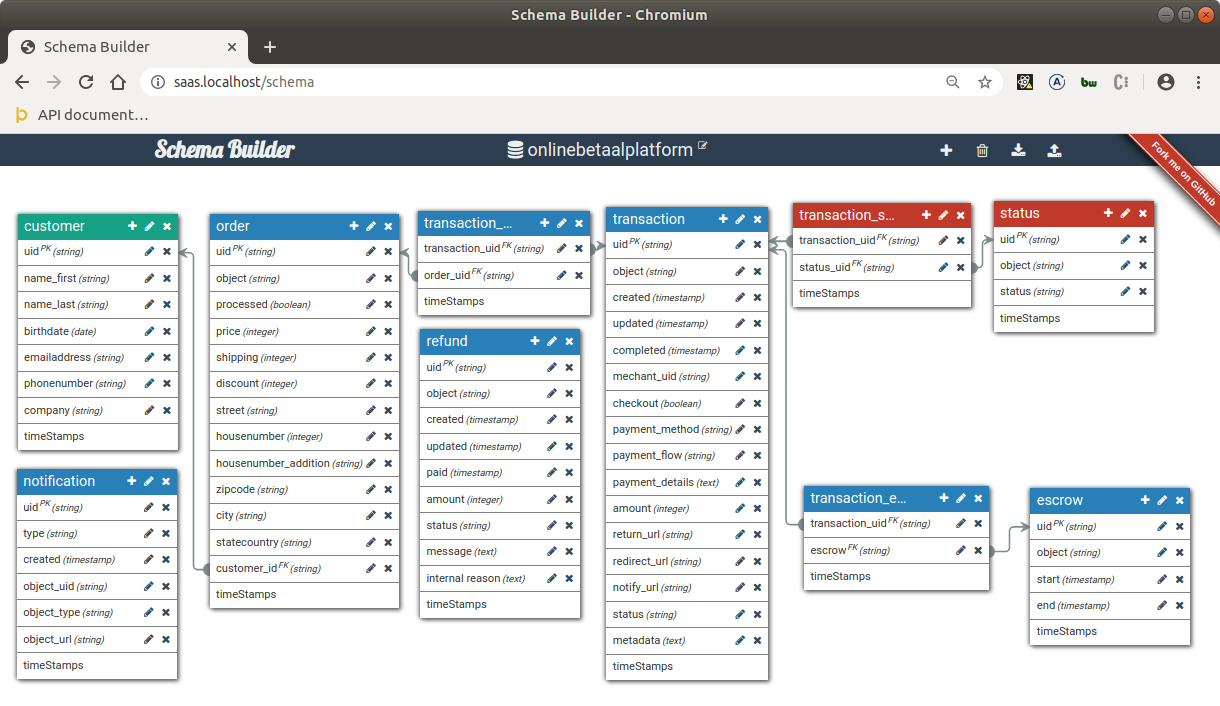 Schema Builder - Chromium
Schema Builder
saas.localhost/schema
API document...
Schema Builder
onlinebetaalplatform
Fork me on GitHub
customer
uid PK (string)
name_first (string)
name_last (string)
birthdate (date)
emailaddress (string)
phonenumber (string)
company (string)
timeStamps
notification
uid PK (string)
type (string)
created (timestamp)
object_uid (string)
object_type (string)
object_url (string)
timeStamps
order
uid PK (string)
object (string)
processed (boolean)
price (integer)
shipping (integer)
discount (integer)
street (string)
housenumber (integer)
housenumber_addition (string)
zipcode (string)
city (string)
statecountry (string)
customer_id FK (string)
timeStamps
transaction_...
transaction_uid FK (string)
order_uid FK (string)
timeStamps
refund
uid PK (string)
object (string)
created (timestamp)
updated (timestamp)
paid (timestamp)
amount (integer)
status (string)
message (text)
internal reason (text)
timeStamps
transaction
uid PK (string)
object (string)
created (timestamp)
updated (timestamp)
completed (timestamp)
mechant_uid (string)
checkout (boolean)
payment_method (string)
payment_flow (string)
payment_details (text)
amount (integer)
return_url (string)
redirect_url (string)
notify_url (string)
status (string)
metadata (text)
timeStamps
transaction_s...
transaction_uid FK (string)
status_uid FK (string)
timeStamps
status
uid PK (string)
object (string)
status (string)
timeStamps
transaction_e...
transaction_uid FK (string)
escrow FK (string)
timeStamps
escrow
uid PK (string)
object (string)
start (timestamp)
end (timestamp)
timeStamps